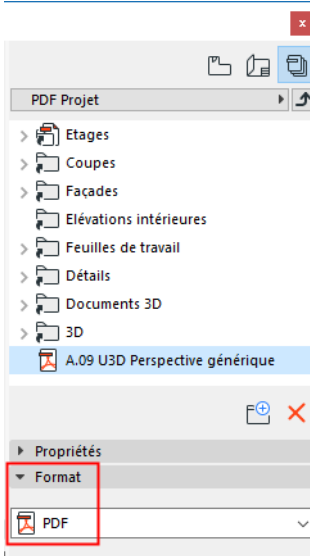 x
PDF Projet
Etages
Coupes
Façades
Elévations intérieures
Feuilles de travail
Détails
Documents 3D
3D
A.09 U3D Perspective générique
Propriétés
Format
PDF